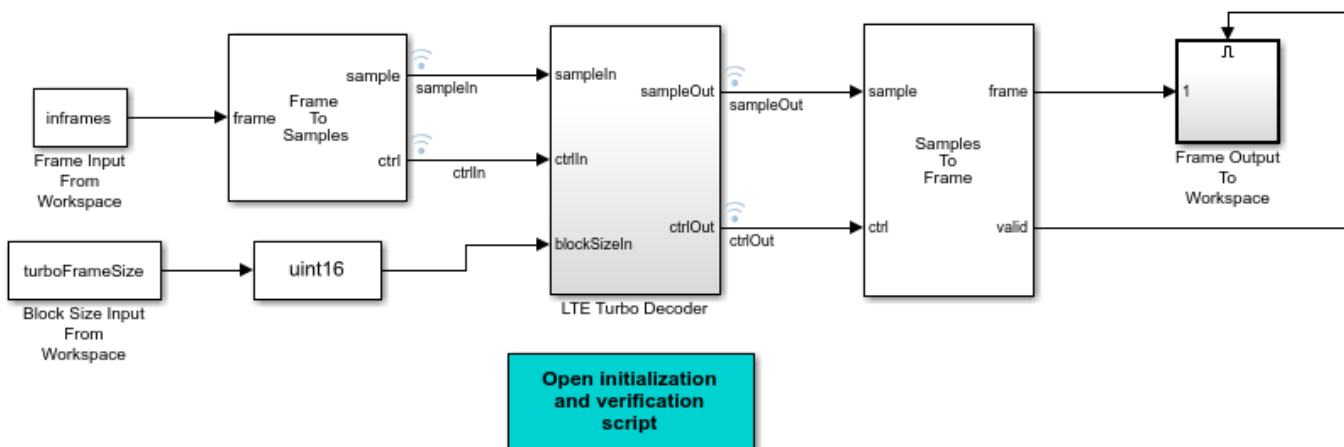 inframes
Frame Input
From
Workspace
frame
Frame
To
Samples
sample
ctrl
sampleIn
ctrlIn
turboFrameSize
Block Size Input
From
Workspace
uint16
sampleIn
ctrlIn
blockSizeIn
sampleOut
ctrlOut
LTE Turbo Decoder
sampleOut
ctrlOut
sample
ctrl
Samples
To
Frame
frame
valid
1
Frame Output
To
Workspace
Open initialization
and verification
script